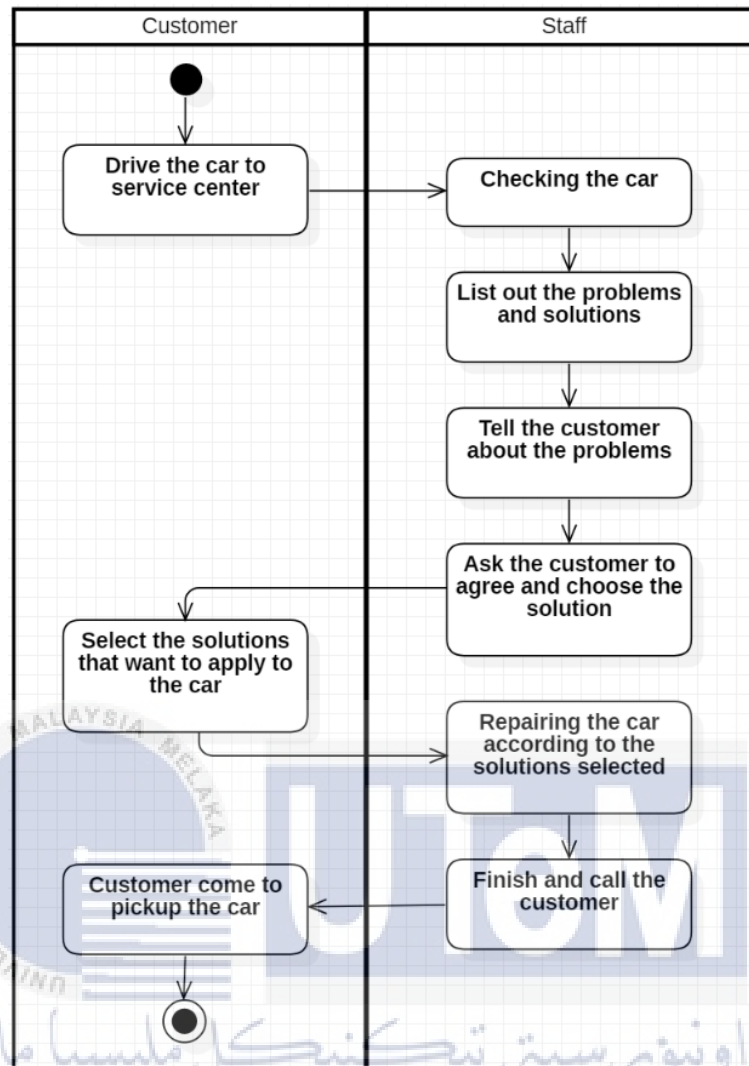 Customer
Staff
Drive the car to
service center
Checking the car
List out the problems
and solutions
Tell the customer
about the problems
Ask the customer to
agree and choose the
solution
Select the solutions
that want to apply to
the car
Repairing the car
according to the
solutions selected
Finish and call the
customer
Customer come to
pickup the car
MALAYSIA MELAKA
UTeM
اونيۏرسيتي تيكنيكل مليسيا